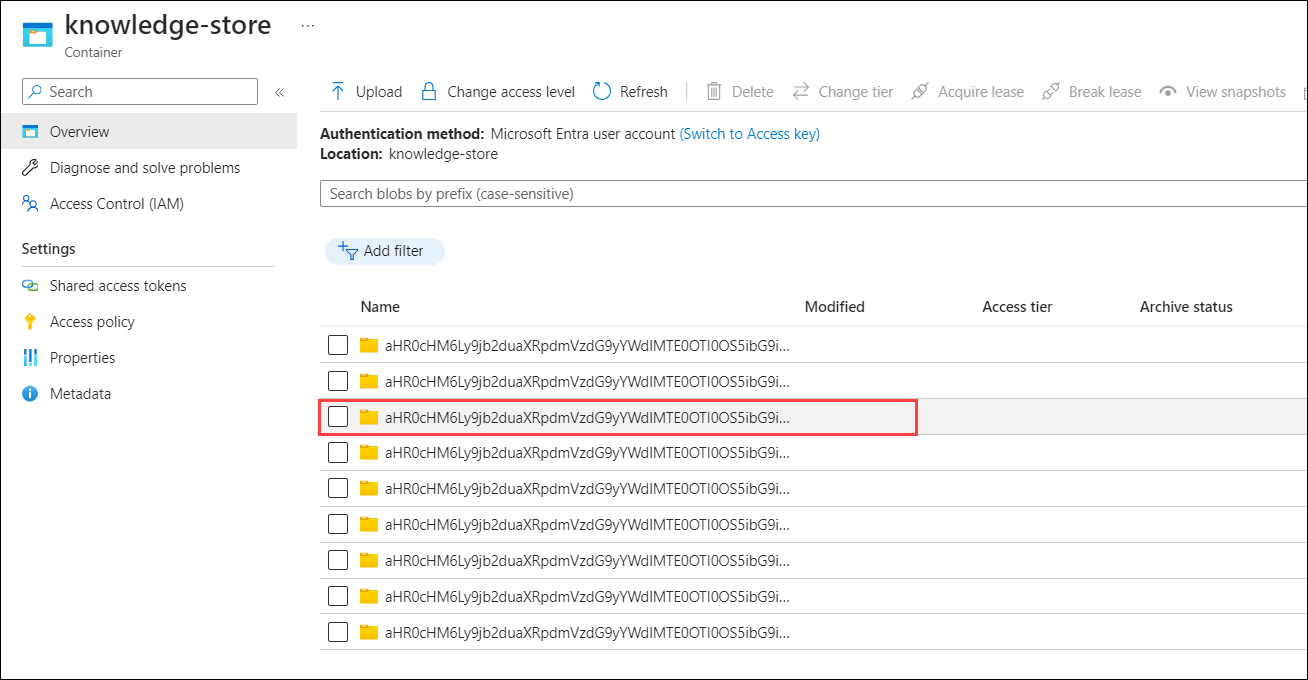 knowledge-store ...
Container
Search «
Overview
Diagnose and solve problems
Access Control (IAM)
Settings
Shared access tokens
Access policy
Properties
Metadata
Upload Change access level Refresh Delete Change tier Acquire lease Break lease View snapshots
Authentication method: Microsoft Entra user account (Switch to Access key)
Location: knowledge-store
Search blobs by prefix (case-sensitive)
Add filter
Name Modified Access tier Archive status
aHR0cHM6Ly9jb2duaXRpdmVzdG9yYWdlMTE0OTI0OS5ibG9i...
aHR0cHM6Ly9jb2duaXRpdmVzdG9yYWdlMTE0OTI0OS5ibG9i...
aHR0cHM6Ly9jb2duaXRpdmVzdG9yYWdlMTE0OTI0OS5ibG9i...
aHR0cHM6Ly9jb2duaXRpdmVzdG9yYWdlMTE0OTI0OS5ibG9i...
aHR0cHM6Ly9jb2duaXRpdmVzdG9yYWdlMTE0OTI0OS5ibG9i...
aHR0cHM6Ly9jb2duaXRpdmVzdG9yYWdlMTE0OTI0OS5ibG9i...
aHR0cHM6Ly9jb2duaXRpdmVzdG9yYWdlMTE0OTI0OS5ibG9i...
aHR0cHM6Ly9jb2duaXRpdmVzdG9yYWdlMTE0OTI0OS5ibG9i...
aHR0cHM6Ly9jb2duaXRpdmVzdG9yYWdlMTE0OTI0OS5ibG9i...